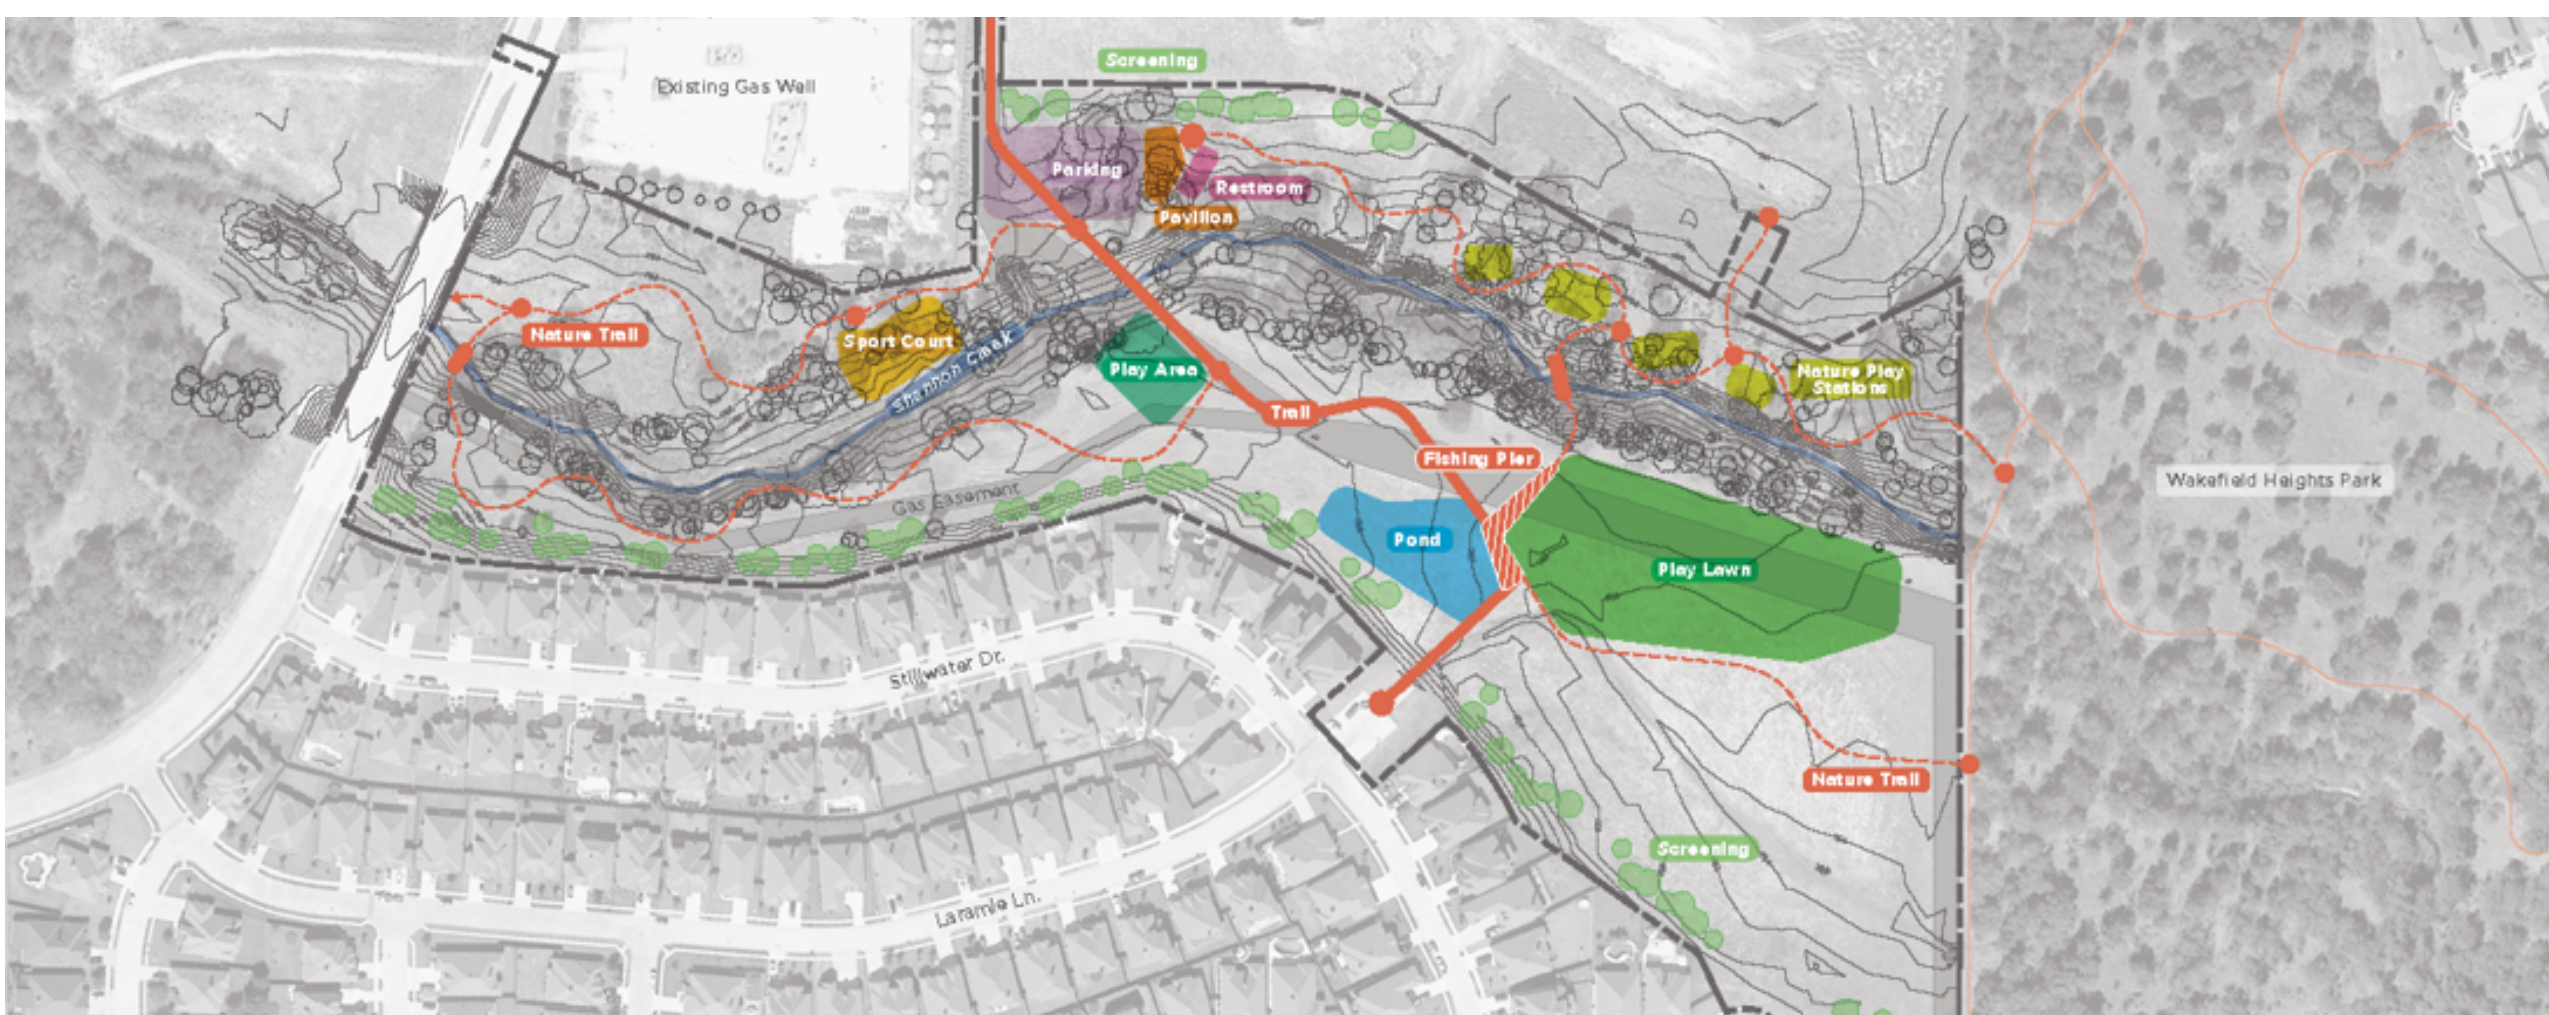 Screening
Existing Gas Well
Parking
Restroom
Pavilion
Nature Trail
Sport Court
Shannon Creek
Play Area
Nature Play
Stations
Trail
Fishing Pier
Wakefield Heights Park
Gas Easement
Pond
Play Lawn
Stillwater Dr.
Nature Trail
Screening
Laramie Ln.